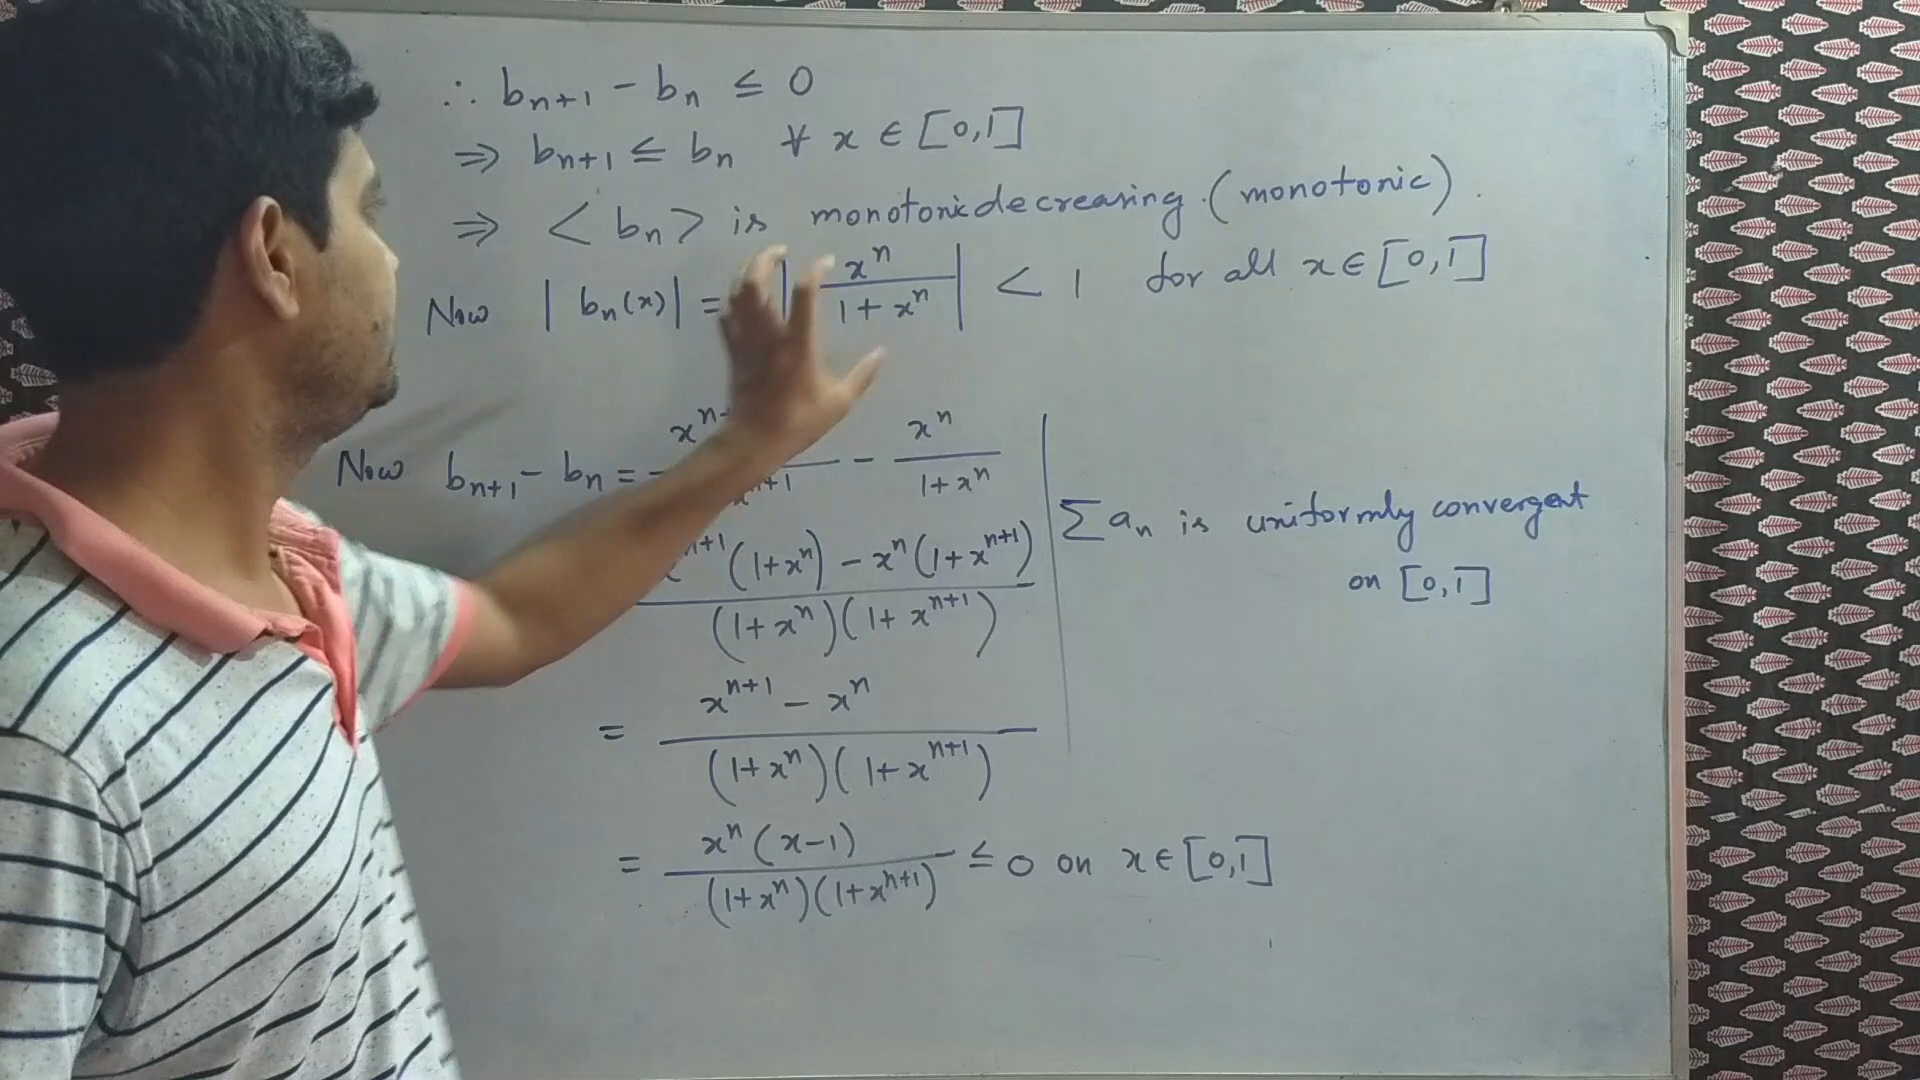 ∴ bₙ₊₁ − bₙ ≤ 0
⇒ bₙ₊₁ ≤ bₙ ∀ x ∈ [0,1]
⇒ < bₙ > is monotonic decreasing. (monotonic).
Now | bₙ(x) | = | xⁿ / 1 + xⁿ | < 1 for all x ∈ [0,1]
Now bₙ₊₁ − bₙ = − xⁿ / 1 + xⁿ
(1+xⁿ) − xⁿ (1+xⁿ⁺¹) / (1+xⁿ)(1+xⁿ⁺¹)
= xⁿ⁺¹ − xⁿ / (1+xⁿ)(1+xⁿ⁺¹)
= xⁿ (x−1) / (1+xⁿ)(1+xⁿ⁺¹) ≤ 0 on x ∈ [0,1]
∑ aₙ is uniformly convergent
on [0,1]